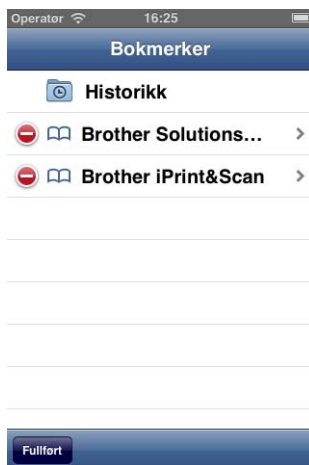 Operatør 16:25
Bokmerker
Historikk
Brother Solutions...
Brother iPrint&Scan
Fullført